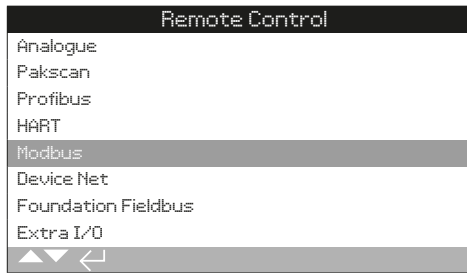 Remote Control
Analogue
Pakscan
Profibus
HART
Modbus
Device Net
Foundation Fieldbus
Extra I/O